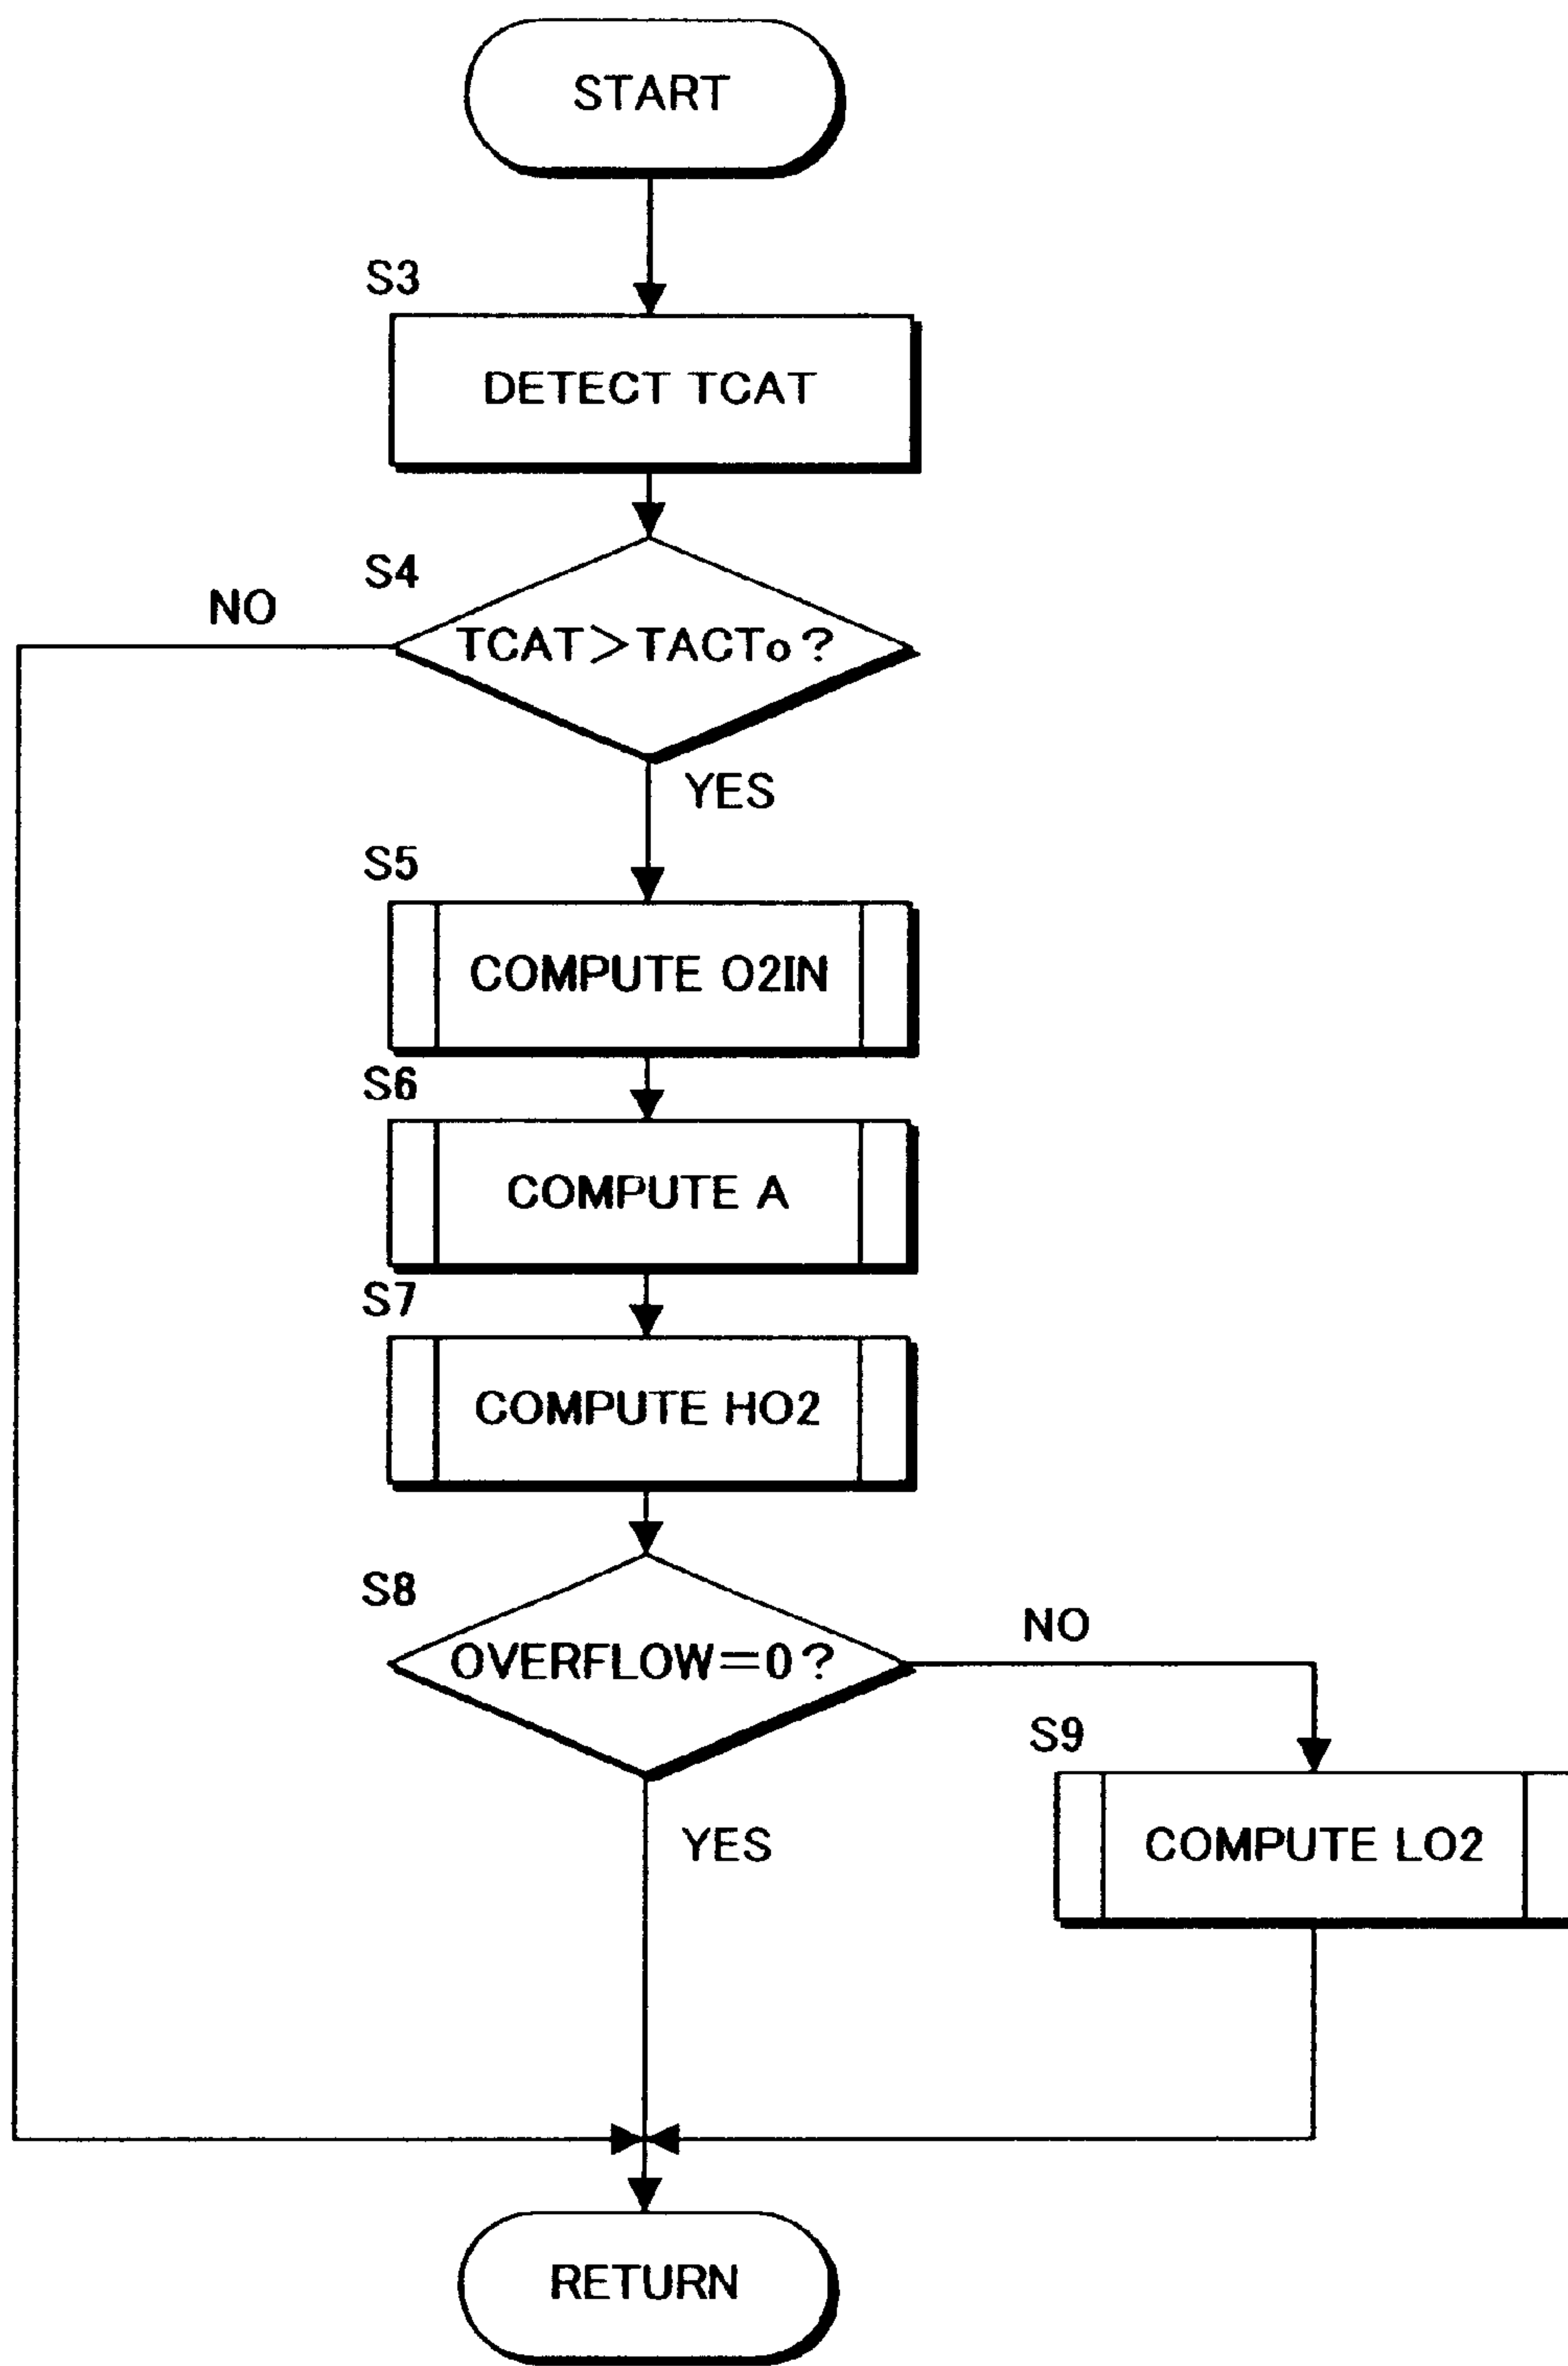 START
S3
DETECT TCAT
S4
NO
TCAT>TACTo?
YES
S5
COMPUTE O2IN
S6
COMPUTE A
S7
COMPUTE HO2
S8
OVERFLOW=0?
NO
YES
S9
COMPUTE LO2
RETURN